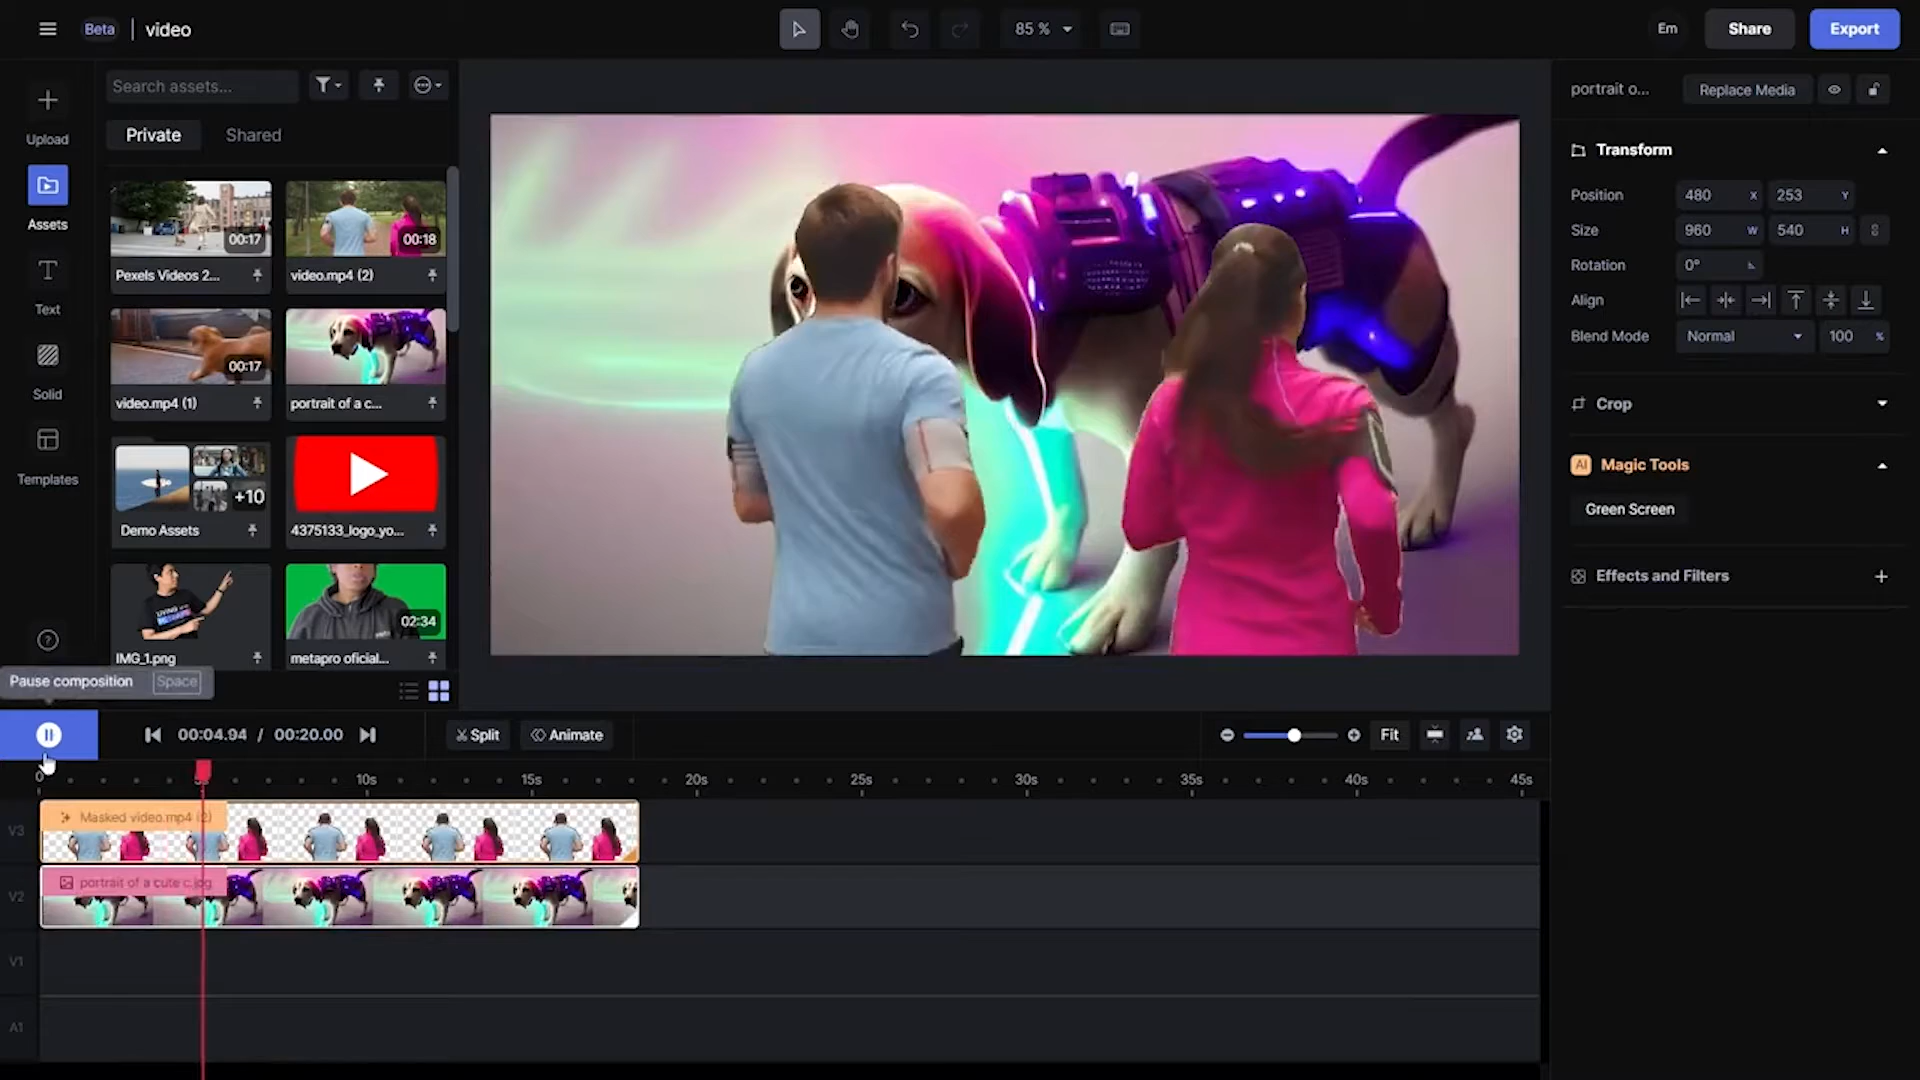 Beta | video
85 %
Em
Share
Export
Search assets...
Private
Shared
Upload
Assets
Text
Solid
Templates
00:17
Pexels Videos 2...
00:18
video.mp4 (2)
00:17
video.mp4 (1)
portrait of a c...
+10
Demo Assets
4375133_logo_yo...
IMG_1.png
02:34
metapro oficial...
Pause composition Space
portrait o...
Replace Media
Transform
Position 480 X 253 Y
Size 960 W 540 H
Rotation 0°
Align
Blend Mode Normal 100 %
Crop
AI Magic Tools
Green Screen
Effects and Filters
00:04.94 / 00:20.00
Split
Animate
Fit
0 5s 10s 15s 20s 25s 30s 35s 40s 45s
V3
Masked video.mp4 (2)
V2
portrait of a cute c.jpg
V1
A1